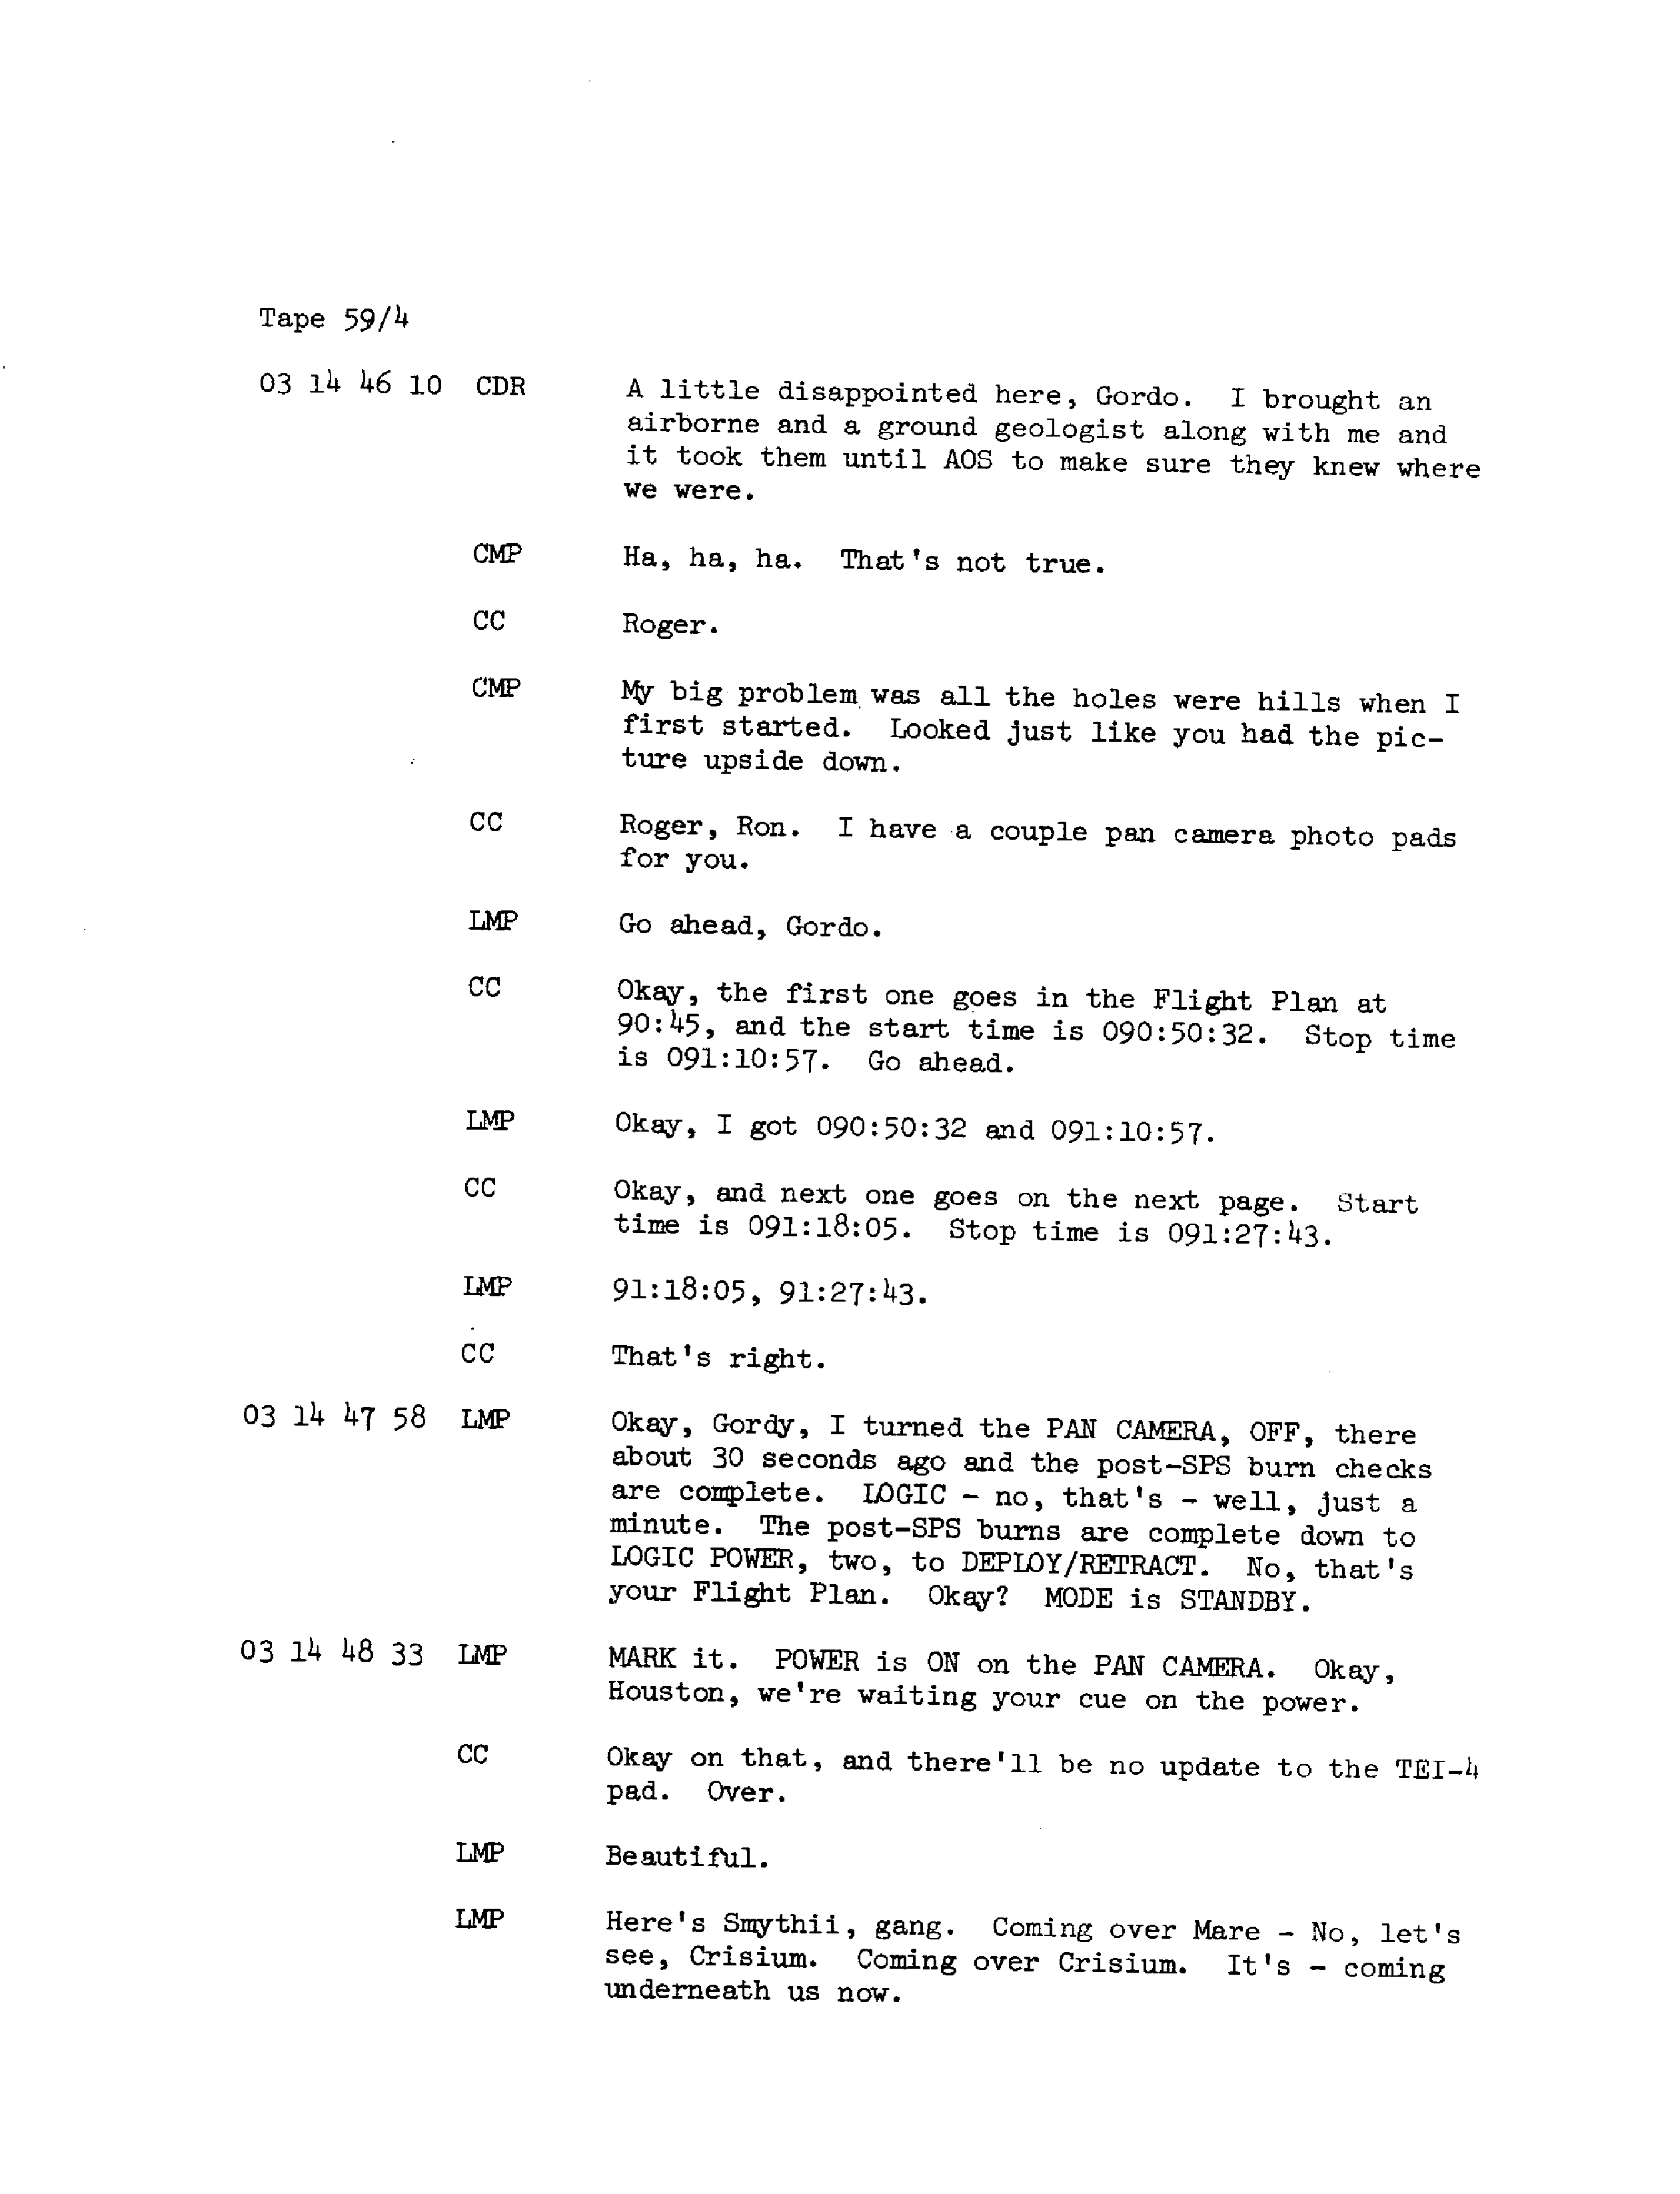 Tape 59/4
03 14 46 10 CDR A little disappointed here, Gordo. I brought an
airborne and a ground geologist along with me and
it took them until AOS to make sure they knew where
we were.
CMP Ha, ha, ha. That's not true.
CC Roger.
CMP My big problem was all the holes were hills when I
first started. Looked just like you had the pic-
ture upside down.
CC Roger, Ron. I have a couple pan camera photo pads
for you.
LMP Go ahead, Gordo.
CC Okay, the first one goes in the Flight Plan at
90:45, and the start time is 090:50:32. Stop time
is 091:10:57. Go ahead.
LMP Okay, I got 090:50:32 and 091:10:57.
CC Okay, and next one goes on the next page. Start
time is 091:18:05. Stop time is 091:27:43.
LMP 91:18:05, 91:27:43.
CC That's right.
03 14 47 58 LMP Okay, Gordy, I turned the PAN CAMERA, OFF, there
about 30 seconds ago and the post-SPS burn checks
are complete. LOGIC - no, that's - well, just a
minute. The post-SPS burns are complete down to
LOGIC POWER, two, to DEPLOY/RETRACT. No, that's
your Flight Plan. Okay? MODE is STANDBY.
03 14 48 33 LMP MARK it. POWER is ON on the PAN CAMERA. Okay,
Houston, we're waiting your cue on the power.
CC Okay on that, and there'll be no update to the TEI-4
pad. Over.
LMP Beautiful.
LMP Here's Smythii, gang. Coming over Mare - No, let's
see, Crisium. Coming over Crisium. It's - coming
underneath us now.